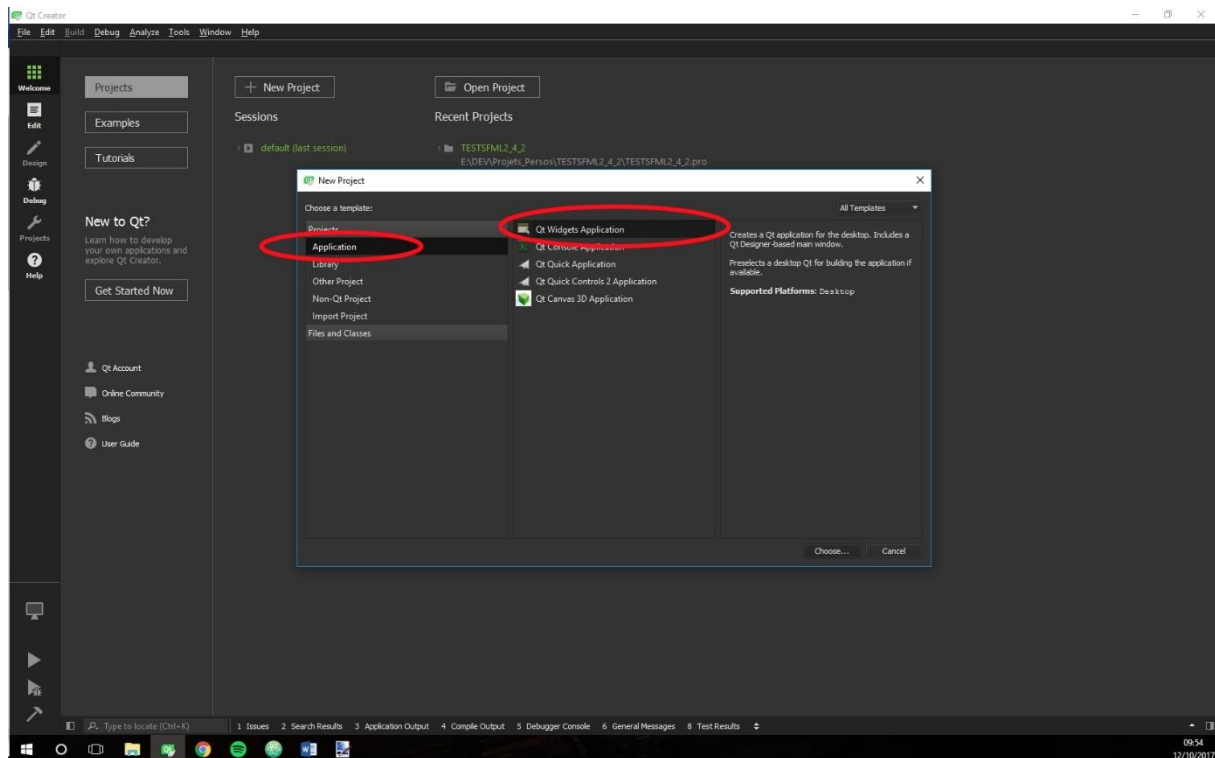 Qt Creator
File Edit Build Debug Analyze Tools Window Help
Welcome
Edit
Design
Debug
Projects
Help
Projects
Examples
Tutorials
New to Qt?
Learn how to develop
your own applications and
explore Qt Creator.
Get Started Now
Qt Account
Online Community
Blogs
User Guide
+ New Project
Open Project
Sessions
Recent Projects
1 default (last session)
1 TESTSFML2_4_2
E:\DEV\Projets_Persos\TESTSFML2_4_2\TESTSFML2_4_2.pro
New Project
Choose a template:
All Templates
Projects
Application
Library
Other Project
Non-Qt Project
Import Project
Files and Classes
Qt Widgets Application
Qt Console Application
Qt Quick Application
Qt Quick Controls 2 Application
Qt Canvas 3D Application
Creates a Qt application for the desktop. Includes a
Qt Designer-based main window.
Preselects a desktop Qt for building the application if
available.
Supported Platforms: Desktop
Choose... Cancel
Type to locate (Ctrl+K)
1 Issues 2 Search Results 3 Application Output 4 Compile Output 5 Debugger Console 6 General Messages 8 Test Results
09:54
12/10/2017